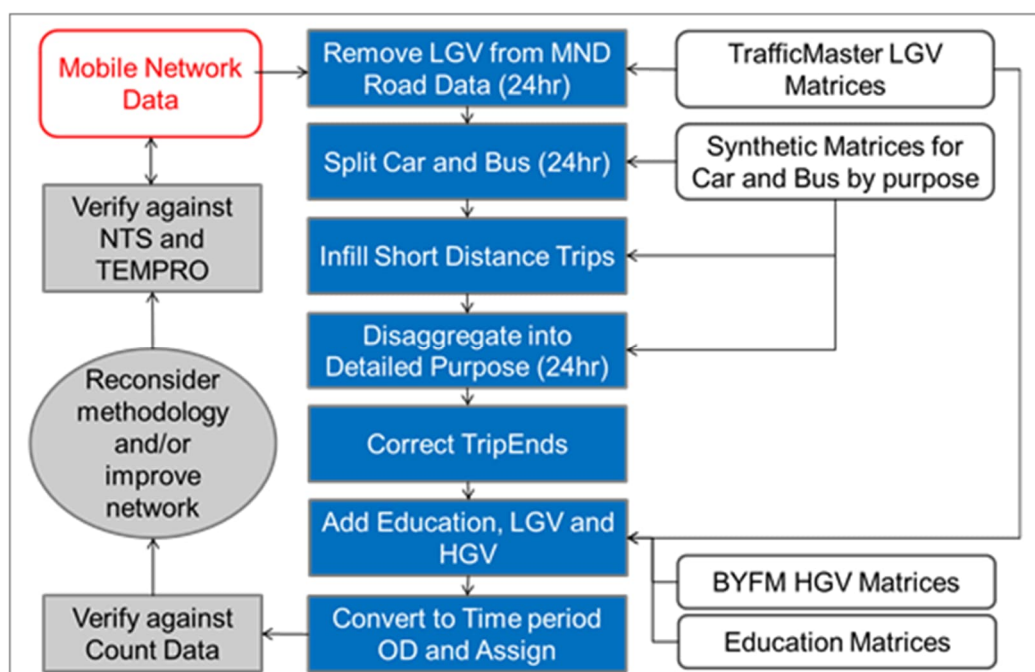 Mobile Network
Data
Remove LGV from MND
Road Data (24hr)
TrafficMaster LGV
Matrices
Split Car and Bus (24hr)
Synthetic Matrices for
Car and Bus by purpose
Verify against
NTS and
TEMPRO
Infill Short Distance Trips
Disaggregate into
Detailed Purpose (24hr)
Reconsider
methodology
and/or
improve
network
Correct TripEnds
Add Education, LGV and
HGV
BYFM HGV Matrices
Education Matrices
Convert to Time period
OD and Assign
Verify against
Count Data